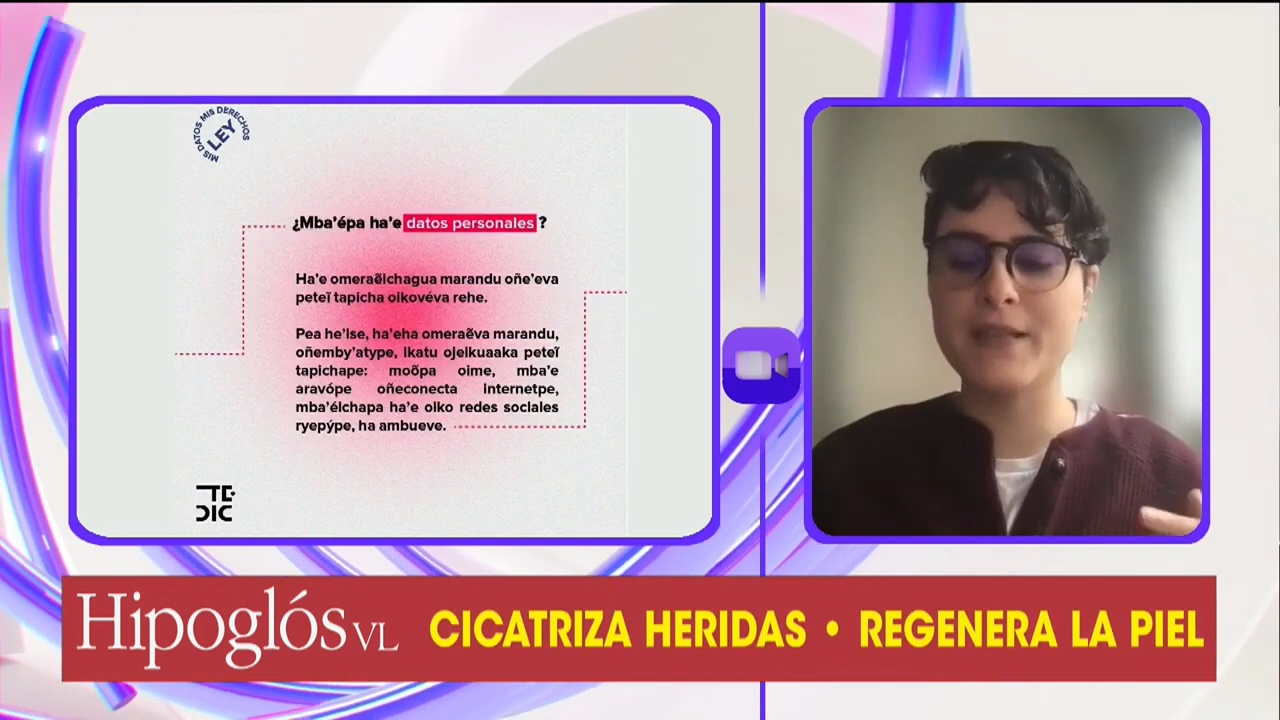 MIS DATOS MIS DERECHOS
LEY
¿Mba'épa ha'e datos personales ?
Ha'e omeraẽichagua marandu oñe'eva
peteĩ tapicha oikovéva rehe.
Pea he'ise, ha'eha omeraẽva marandu,
oñemby'atype, ikatu ojeikuaaka peteĩ
tapichape: moõpa oime, mba'e
aravópe oñeconecta internetpe,
mba'éichapa ha'e oiko redes sociales
ryepýpe, ha ambueve.
TEDIC
Hipoglós VL CICATRIZA HERIDAS • REGENERA LA PIEL